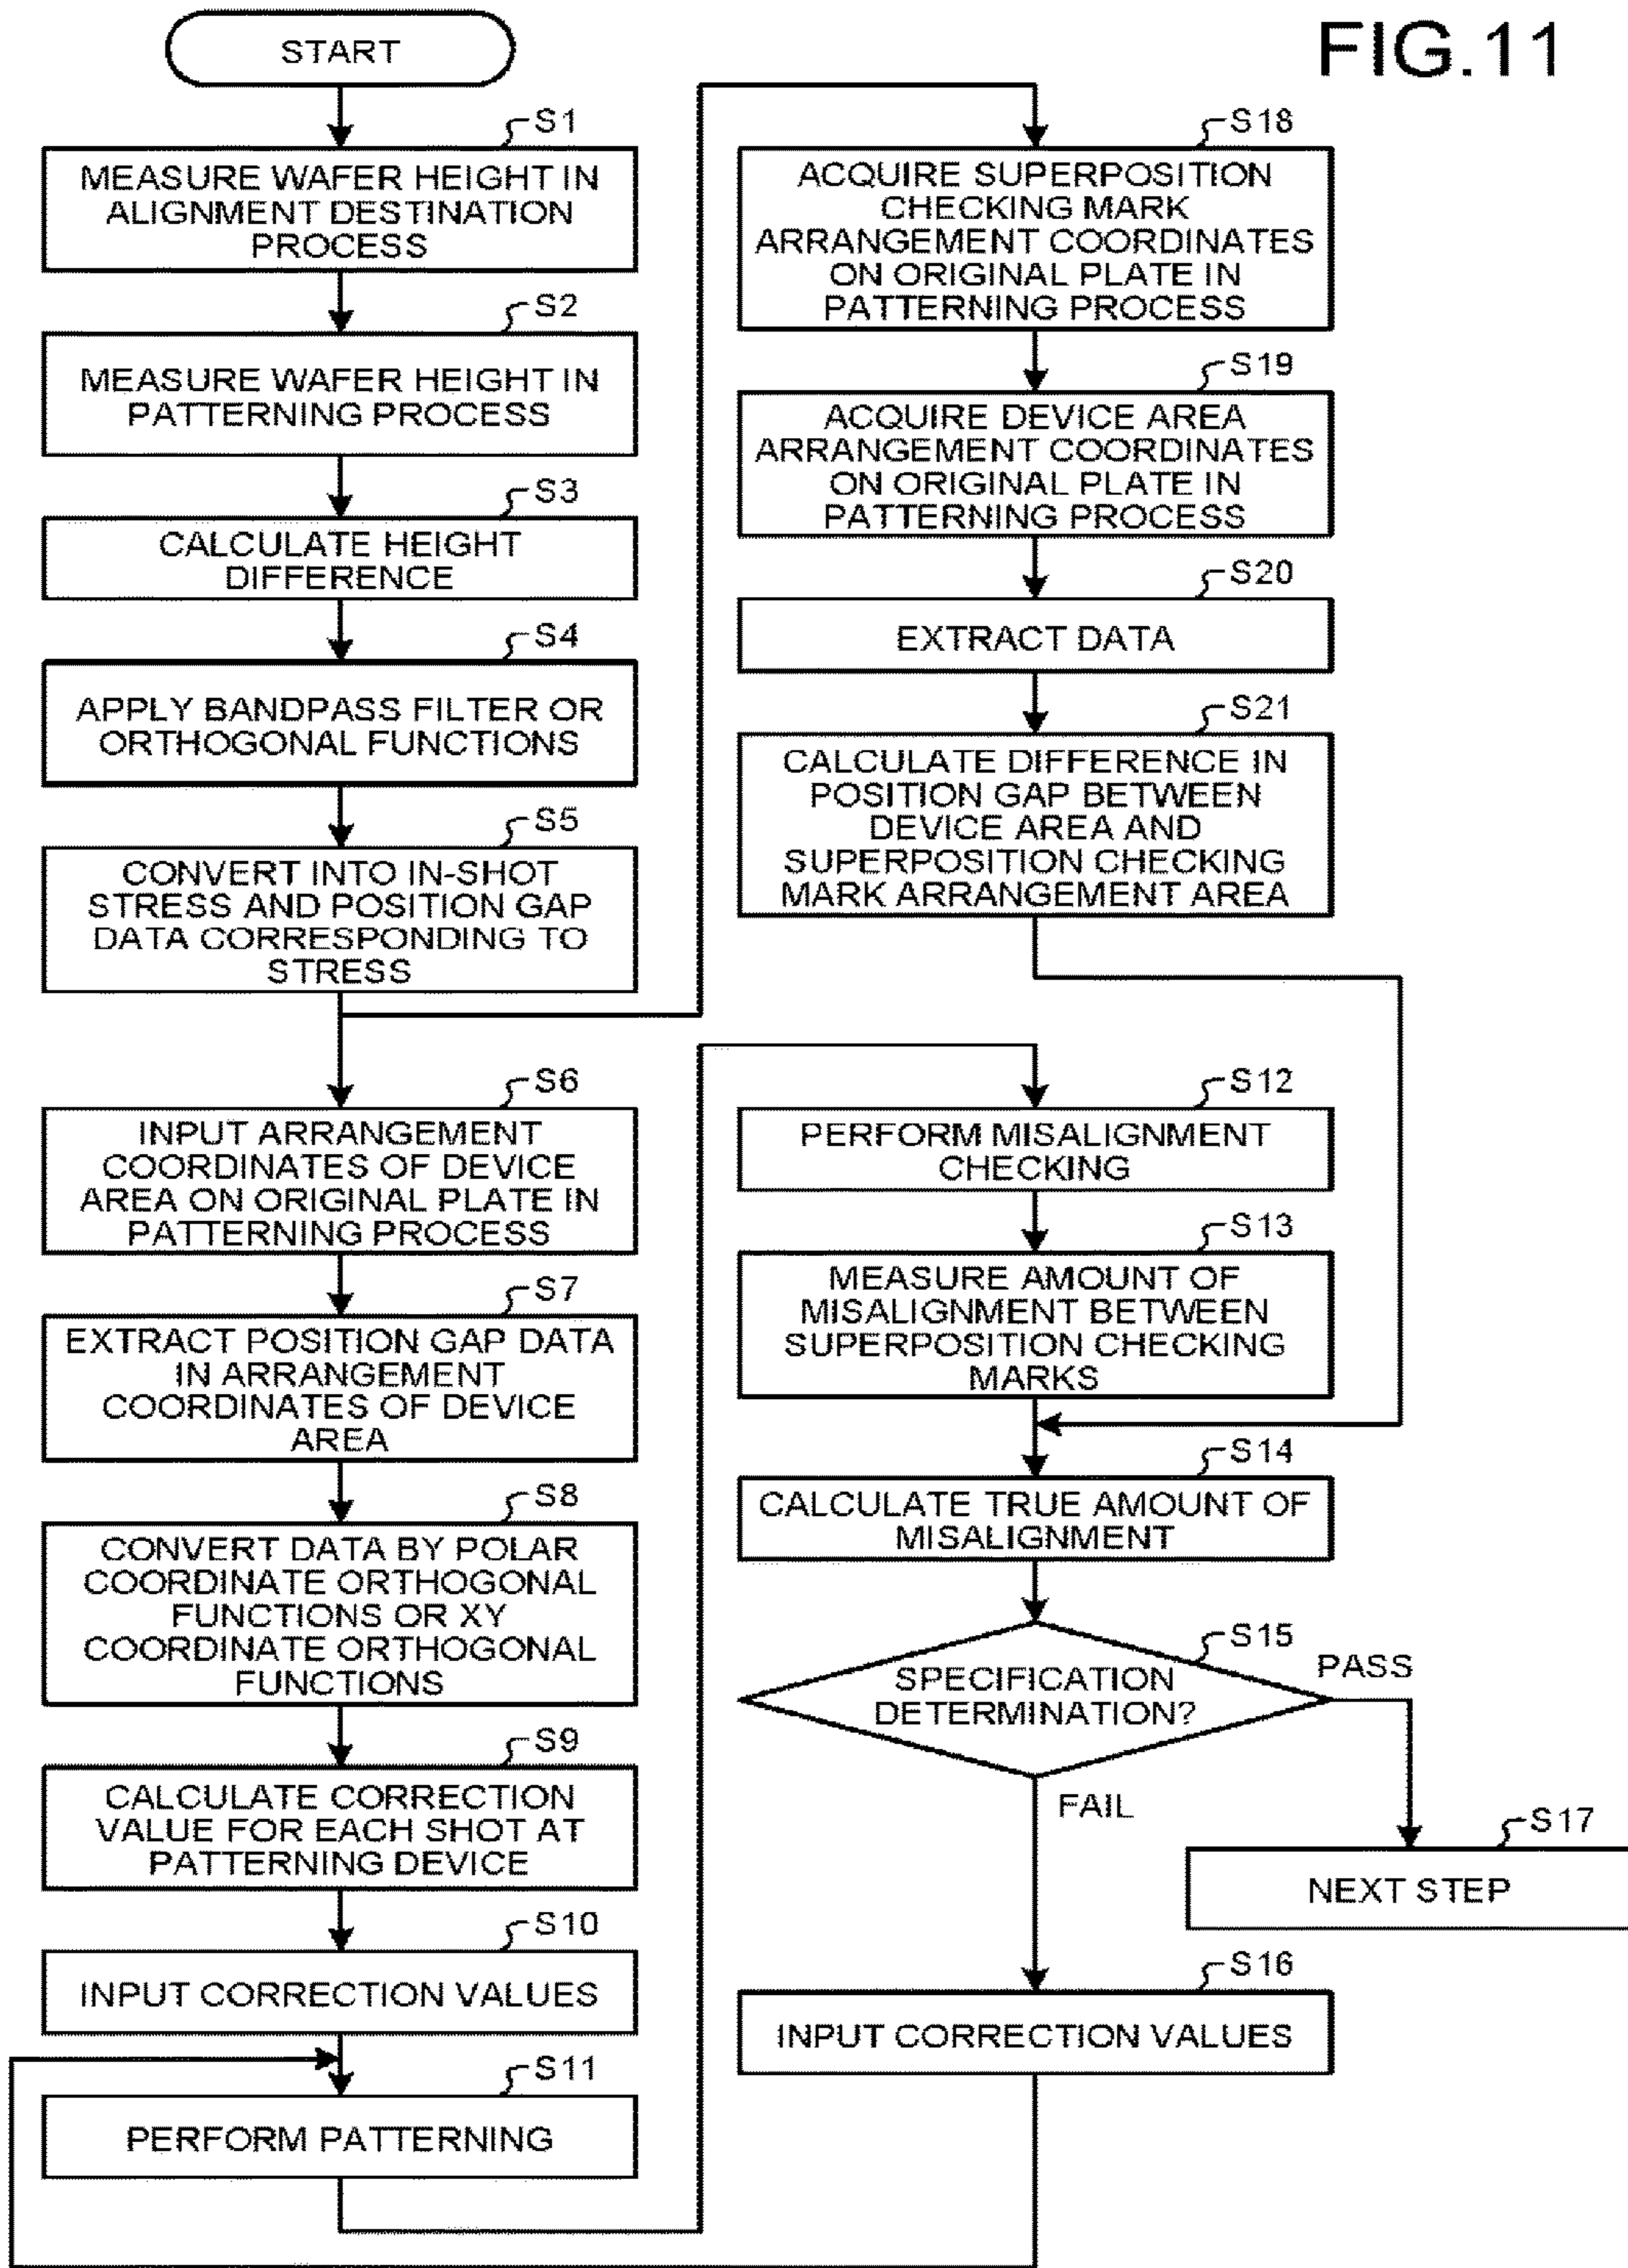 FIG.11
START
S1
MEASURE WAFER HEIGHT IN
ALIGNMENT DESTINATION
PROCESS
S2
MEASURE WAFER HEIGHT IN
PATTERNING PROCESS
S3
CALCULATE HEIGHT
DIFFERENCE
S4
APPLY BANDPASS FILTER OR
ORTHOGONAL FUNCTIONS
S5
CONVERT INTO IN-SHOT
STRESS AND POSITION GAP
DATA CORRESPONDING TO
STRESS
S6
INPUT ARRANGEMENT
COORDINATES OF DEVICE
AREA ON ORIGINAL PLATE IN
PATTERNING PROCESS
S7
EXTRACT POSITION GAP DATA
IN ARRANGEMENT
COORDINATES OF DEVICE
AREA
S8
CONVERT DATA BY POLAR
COORDINATE ORTHOGONAL
FUNCTIONS OR XY
COORDINATE ORTHOGONAL
FUNCTIONS
S9
CALCULATE CORRECTION
VALUE FOR EACH SHOT AT
PATTERNING DEVICE
S10
INPUT CORRECTION VALUES
S11
PERFORM PATTERNING
S18
ACQUIRE SUPERPOSITION
CHECKING MARK
ARRANGEMENT COORDINATES
ON ORIGINAL PLATE IN
PATTERNING PROCESS
S19
ACQUIRE DEVICE AREA
ARRANGEMENT COORDINATES
ON ORIGINAL PLATE IN
PATTERNING PROCESS
S20
EXTRACT DATA
S21
CALCULATE DIFFERENCE IN
POSITION GAP BETWEEN
DEVICE AREA AND
SUPERPOSITION CHECKING
MARK ARRANGEMENT AREA
S12
PERFORM MISALIGNMENT
CHECKING
S13
MEASURE AMOUNT OF
MISALIGNMENT BETWEEN
SUPERPOSITION CHECKING
MARKS
S14
CALCULATE TRUE AMOUNT OF
MISALIGNMENT
S15
SPECIFICATION
DETERMINATION?
PASS
FAIL
S17
NEXT STEP
S16
INPUT CORRECTION VALUES